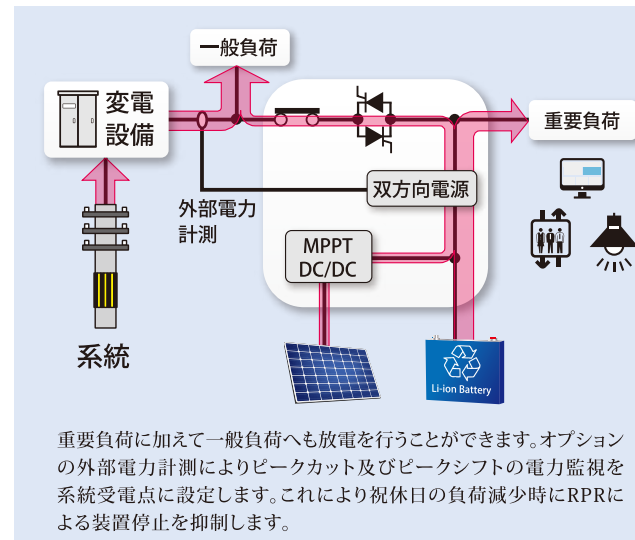 一般負荷
変電
設備
重要負荷
双方向電源
外部電力
計測
MPPT
DC/DC
系統
Li-ion Battery
重要負荷に加えて一般負荷へも放電を行うことができます。オプション
の外部電力計測によりピークカット及びピークシフトの電力監視を
系統受電点に設定します。これにより祝休日の負荷減少時にRPRに
よる装置停止を抑制します。